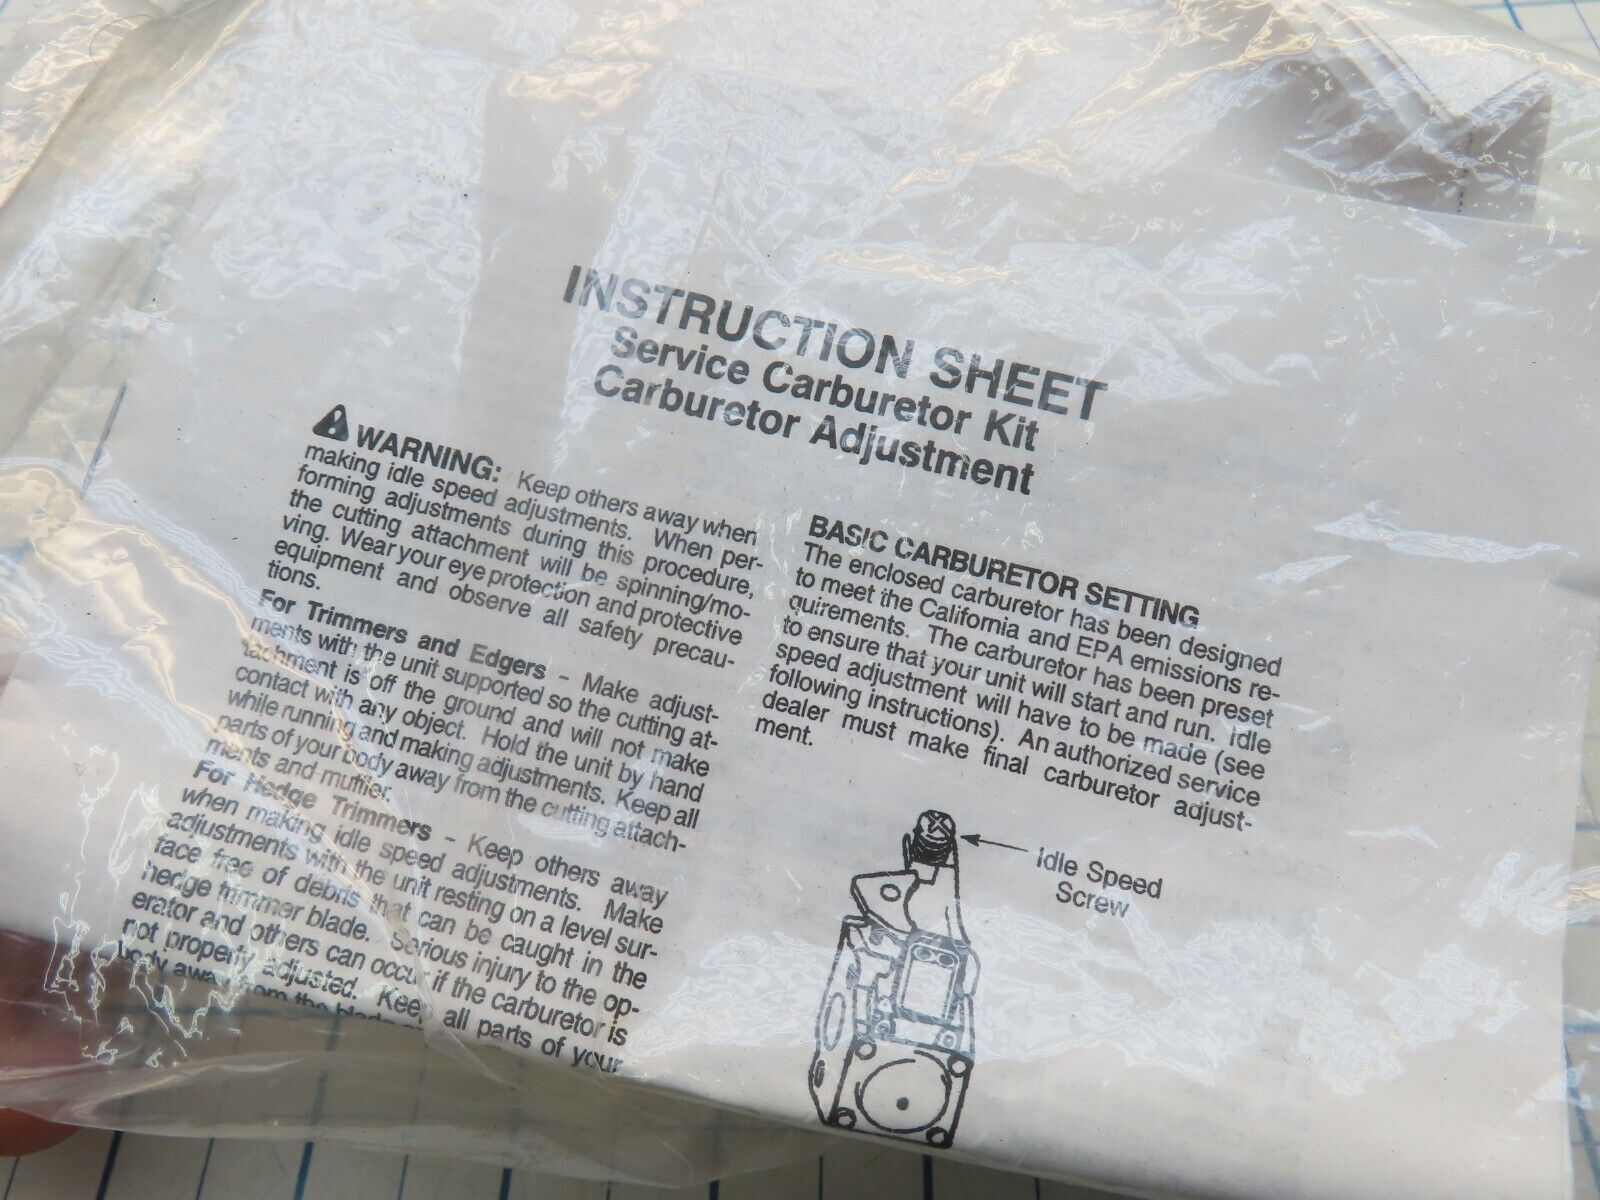 INSTRUCTION SHEET
Service Carburetor Kit
Carburetor Adjustment
WARNING: Keep others away when
making idle speed adjustments. When per-
forming adjustments during this procedure,
the cutting attachment will be spinning/mo-
ving. Wear your eye protection and protective
equipment and observe all safety precau-
tions.
For Trimmers and Edgers - Make adjust-
ments with the unit supported so the cutting at-
tachment is off the ground and will not make
contact with any object. Hold the unit by hand
while running and making adjustments. Keep all
parts of your body away from the cutting attach-
ments and muffler.
For Hedge Trimmers - Keep others away
when making idle speed adjustments. Make
adjustments with the unit resting on a level sur-
face free of debris that can be caught in the
hedge trimmer blade. Serious injury to the op-
erator and others can occur if the carburetor is
not properly adjusted. Keep all parts of your
body away from the blade
BASIC CARBURETOR SETTING
The enclosed carburetor has been designed
to meet the California and EPA emissions re-
quirements. The carburetor has been preset
to ensure that your unit will start and run. Idle
speed adjustment will have to be made (see
following instructions). An authorized service
dealer must make final carburetor adjust-
ment.
Idle Speed
Screw